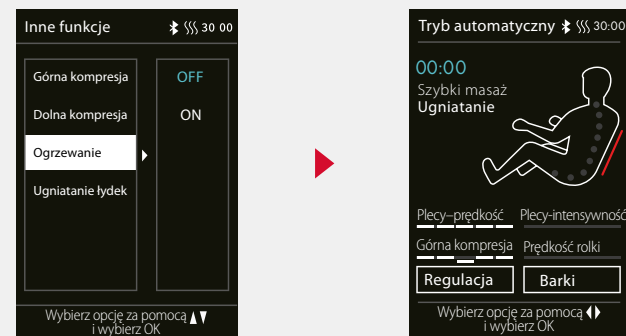 Inne funkcje 30 00
Górna kompresja OFF
Dolna kompresja ON
Ogrzewanie
Ugniatanie łydek
Wybierz opcję za pomocą
i wybierz OK
Tryb automatyczny 30:00
00:00
Szybki masaż
Ugniatanie
Plecy–prędkość Plecy-intensywność
Górna kompresja Prędkość rolki
Regulacja Barki
Wybierz opcję za pomocą
i wybierz OK